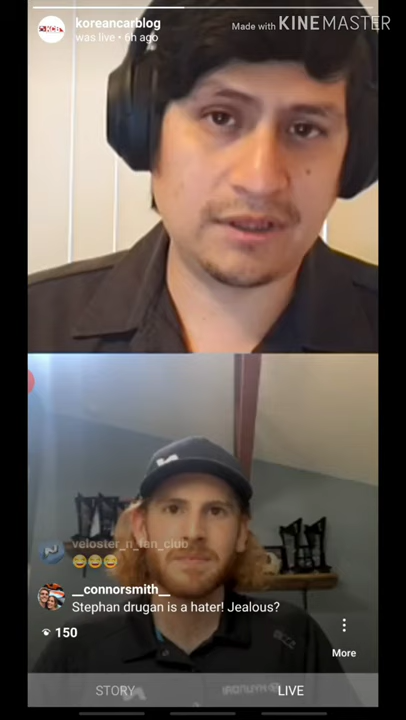 koreancarblog
was live • 6h ago
Made with KINEMASTER
KCB
veloster_n_fan_club
__connorsmith__
Stephan drugan is a hater! Jealous?
150
More
STORY
LIVE